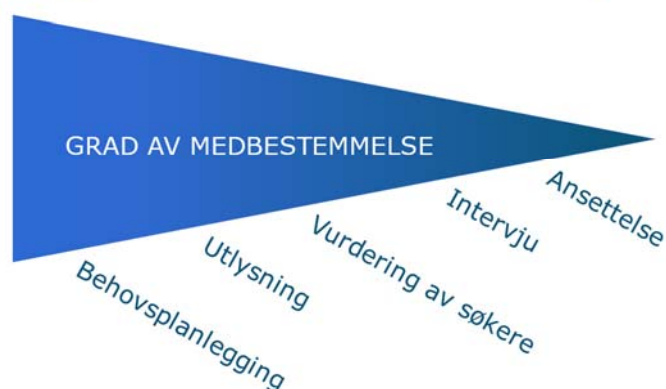 GRAD AV MEDBESTEMMELSE
Behovsplanlegging
Utlysning
Vurdering av søkere
Intervju
Ansettelse